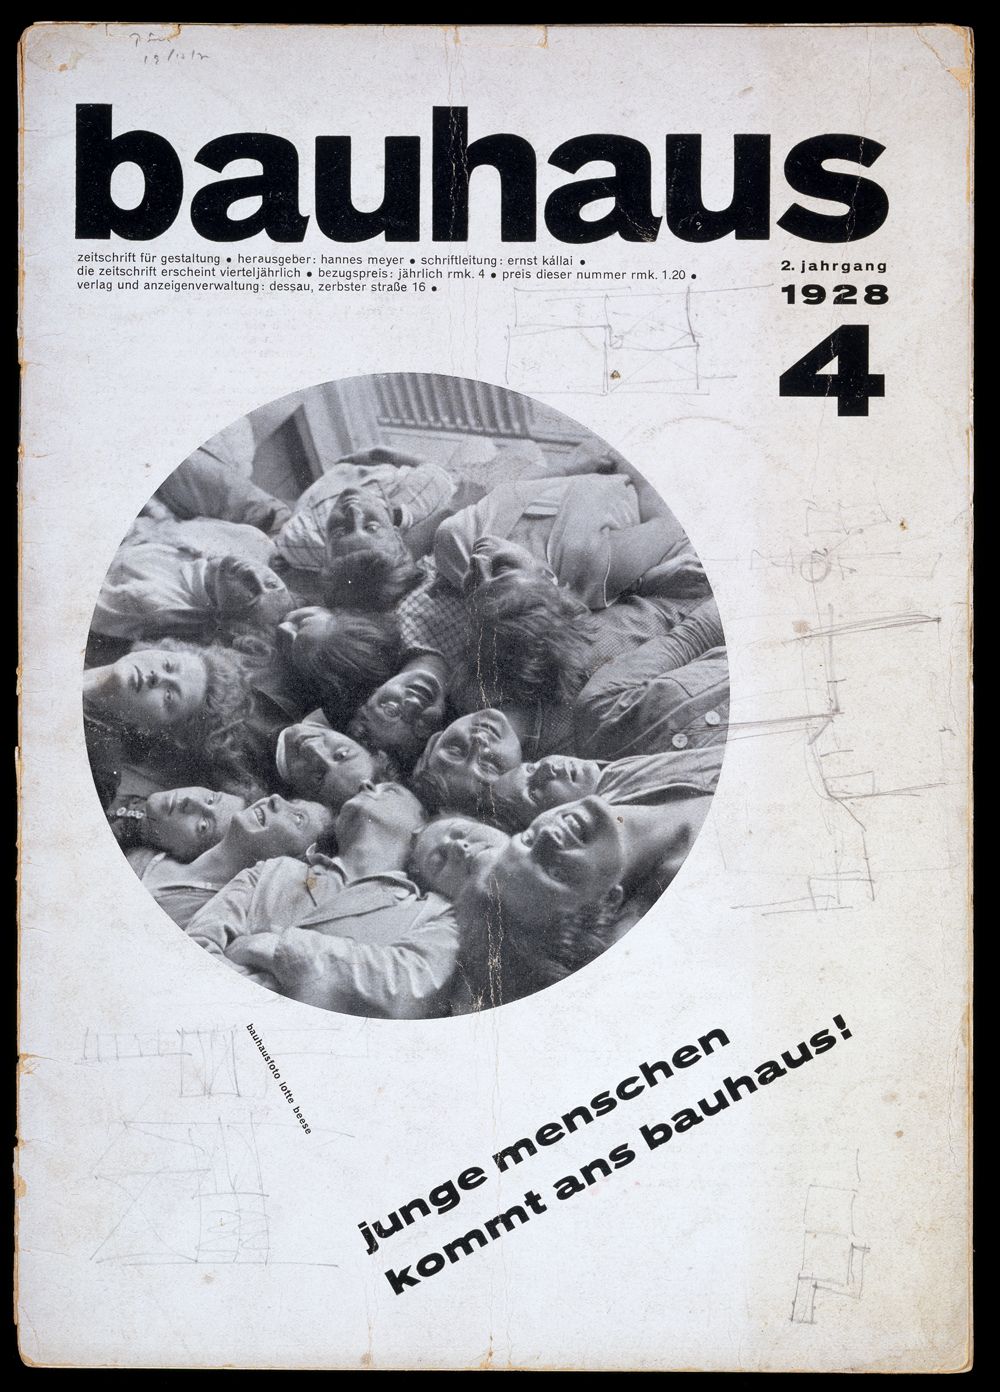 bauhaus
zeitschrift für gestaltung • herausgeber: hannes meyer • schriftleitung: ernst kállai •
die zeitschrift erscheint vierteljährlich • bezugspreis: jährlich rmk. 4 • preis dieser nummer rmk. 1.20 •
verlag und anzeigenverwaltung: dessau, zerbster straße 16 •
2. jahrgang
1928
4
bauhausfoto lotte beese
junge menschen
kommt ans bauhaus!